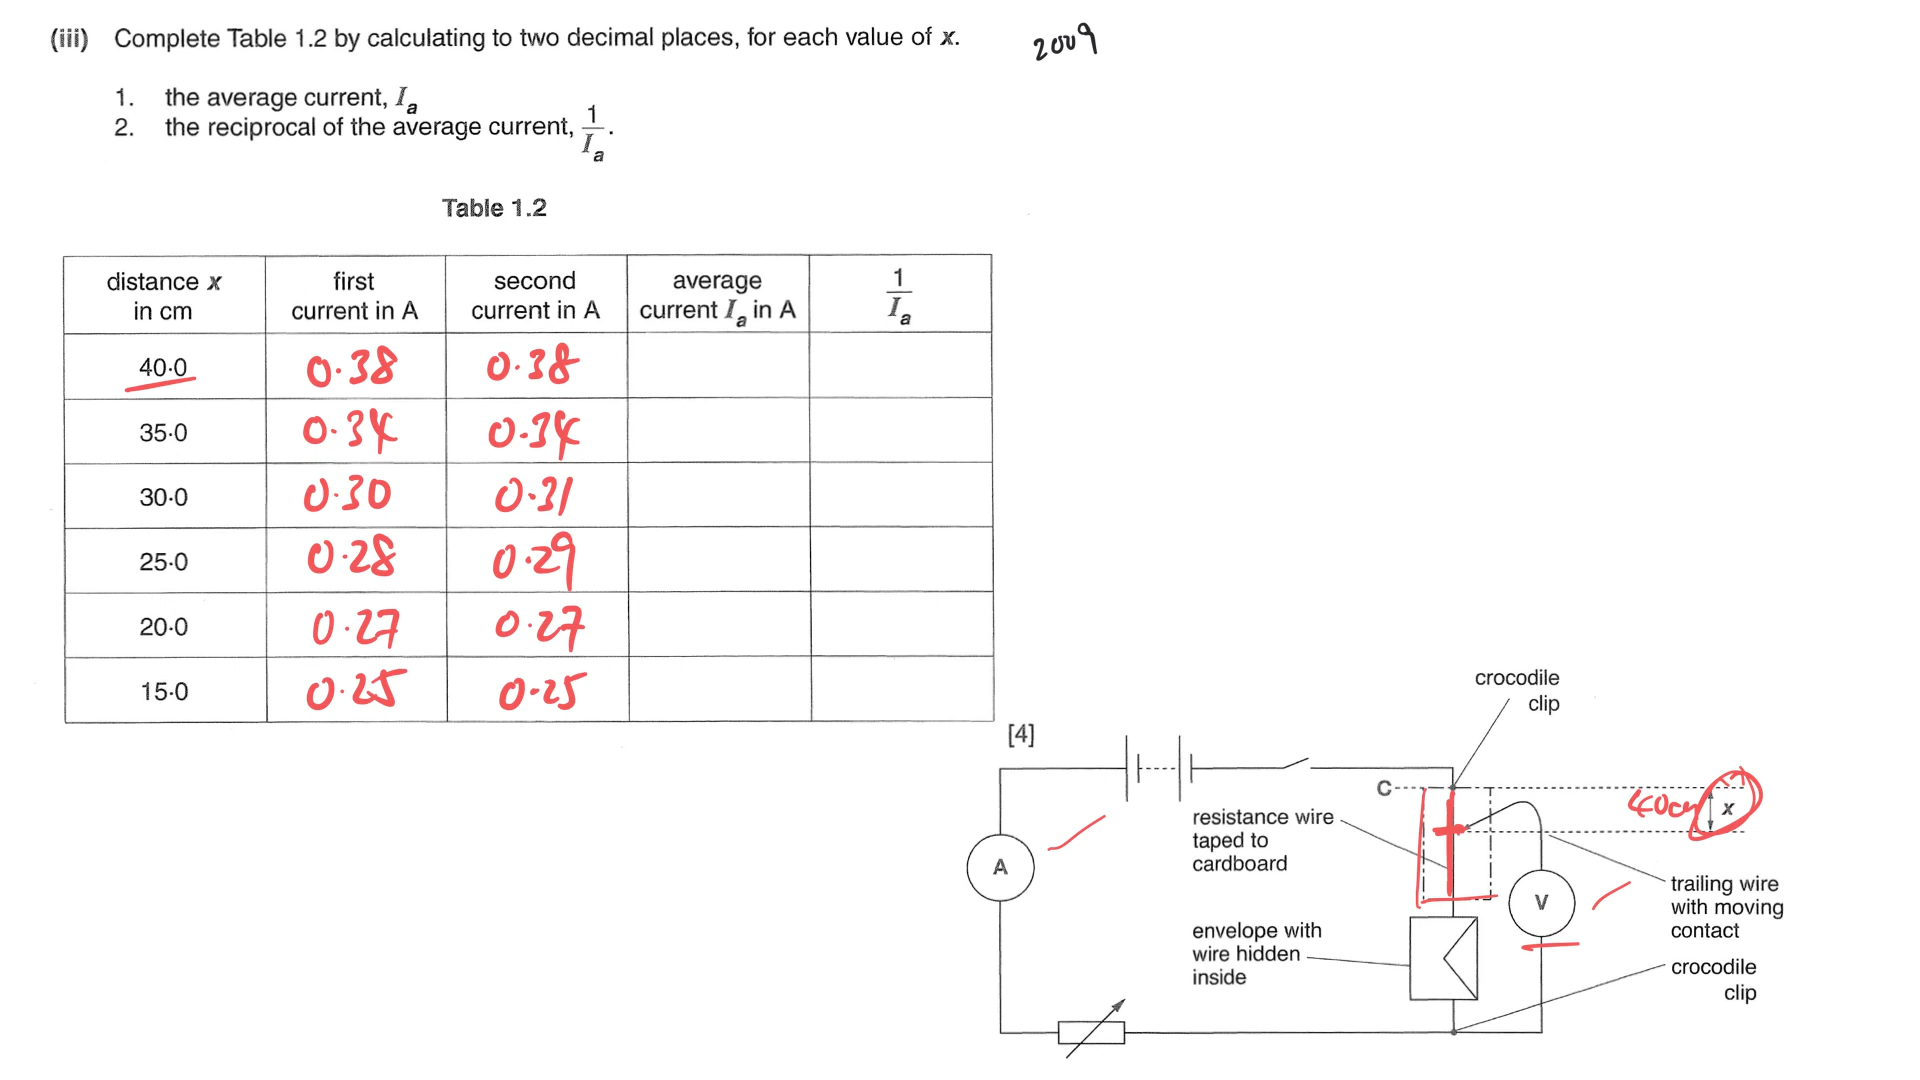 (iii) Complete Table 1.2 by calculating to two decimal places, for each value of x.
2009
1. the average current, Ia
2. the reciprocal of the average current, 1/Ia.
Table 1.2
distance x in cm | first current in A | second current in A | average current Ia in A | 1/Ia
40·0 | 0.38 | 0.38
35·0 | 0.34 | 0.34
30·0 | 0.30 | 0.31
25·0 | 0.28 | 0.29
20·0 | 0.27 | 0.27
15·0 | 0.25 | 0.25
[4]
crocodile
clip
C
40cm x
resistance wire
taped to
cardboard
A
V
trailing wire
with moving
contact
envelope with
wire hidden
inside
crocodile
clip